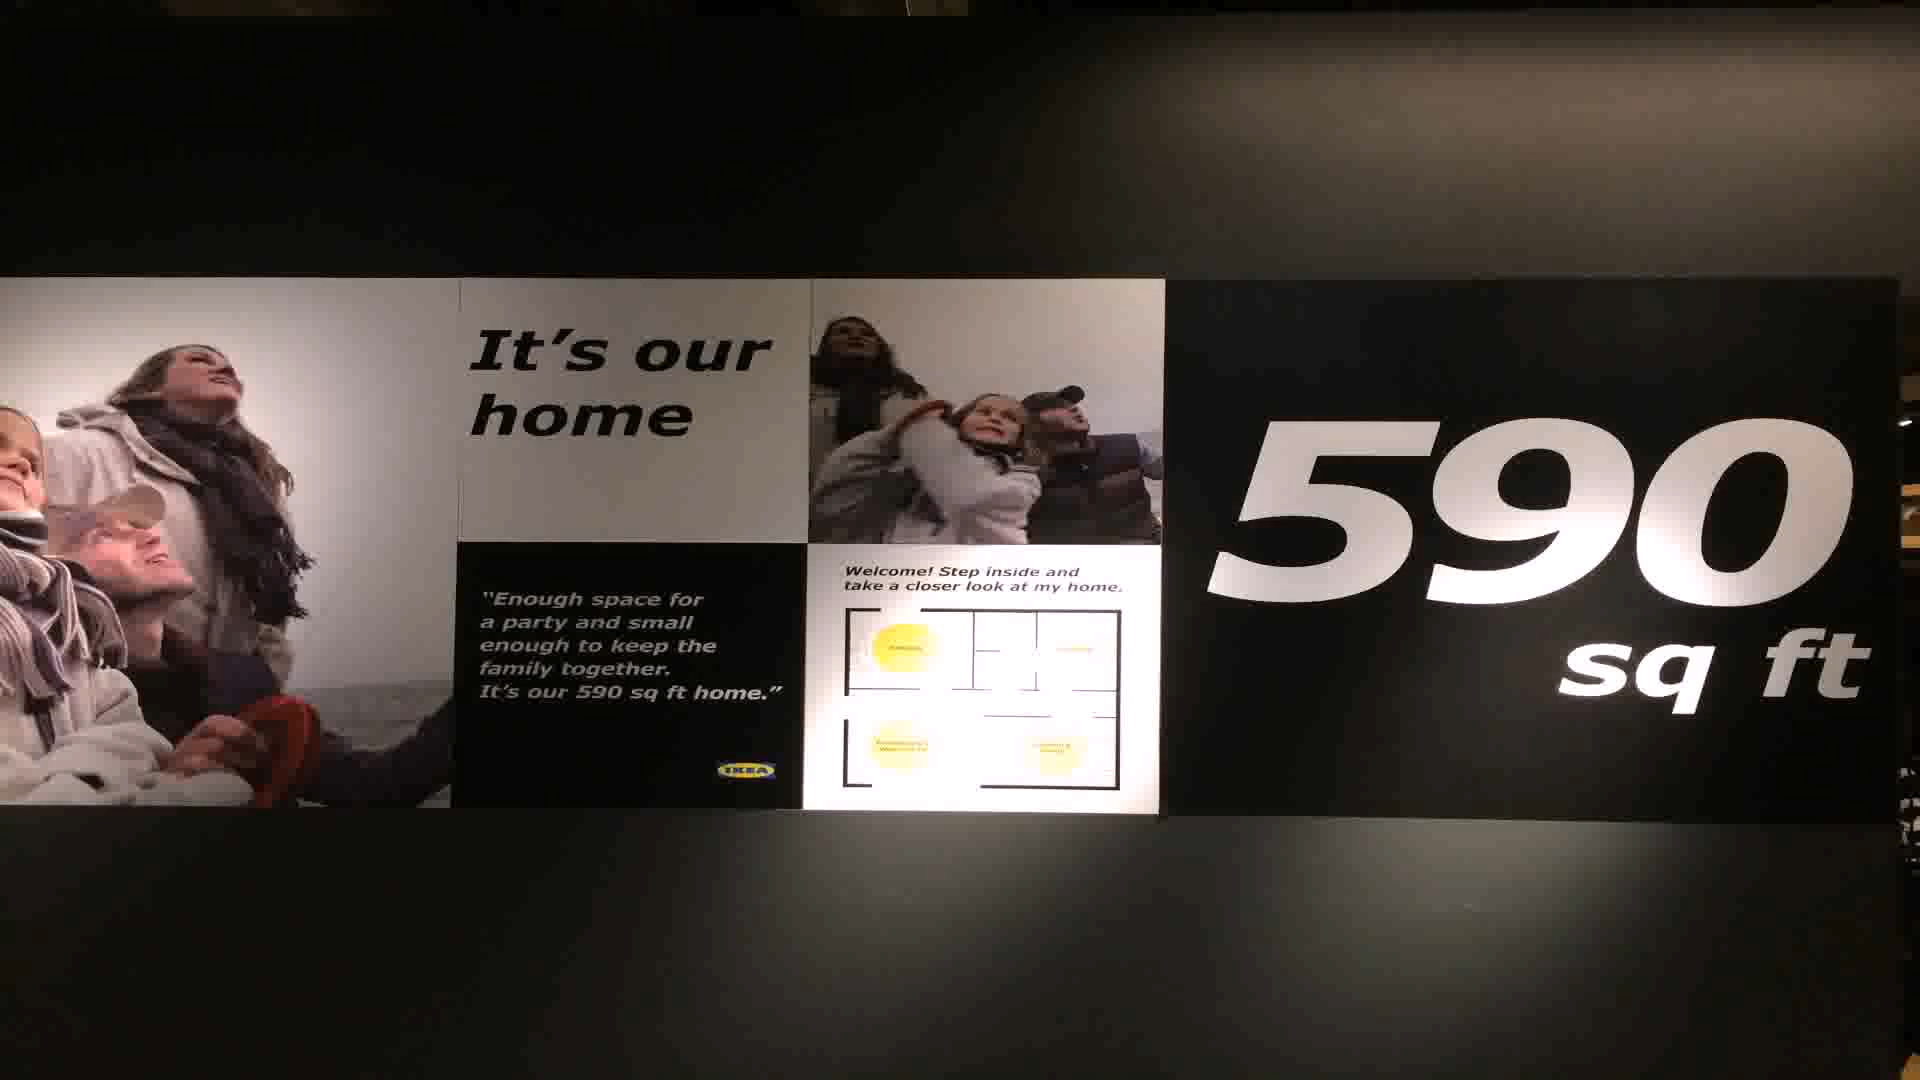 It's our
home
"Enough space for
a party and small
enough to keep the
family together.
It's our 590 sq ft home."
IKEA
Welcome! Step inside and
take a closer look at my home.
590
sq ft